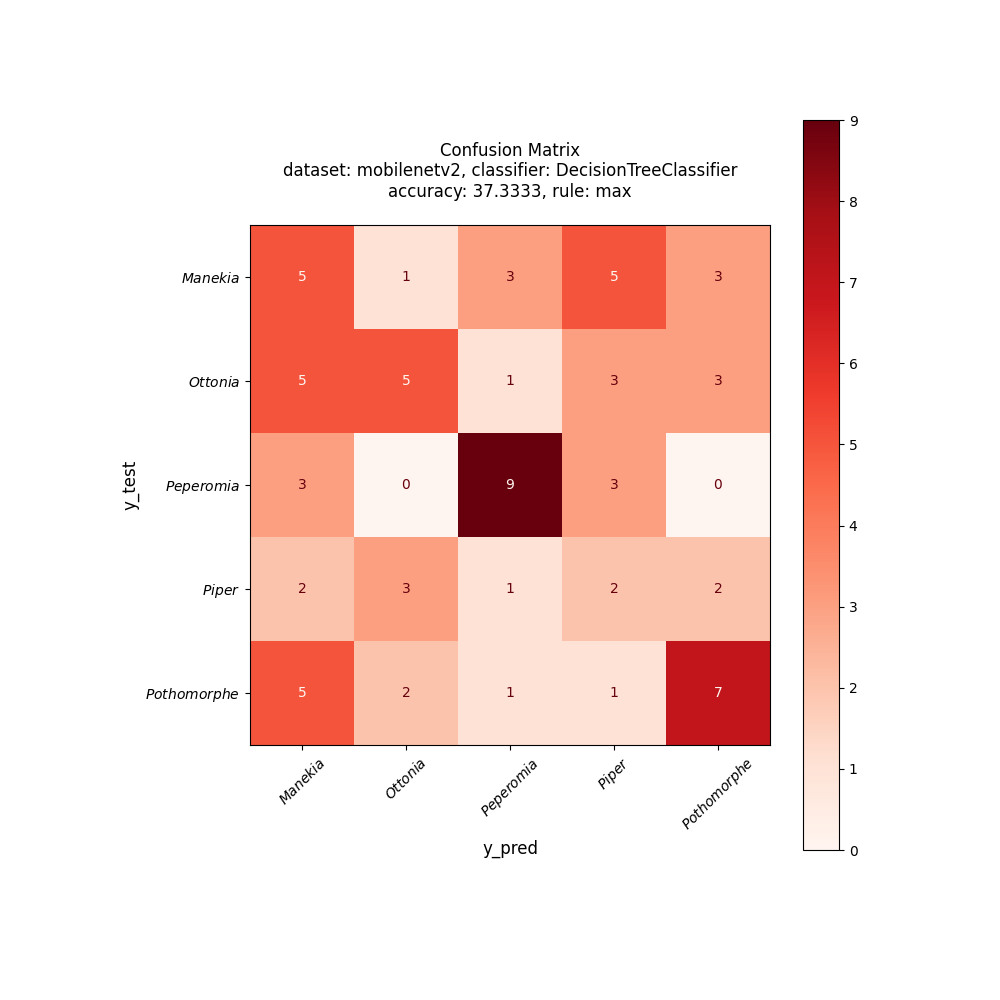 Confusion Matrix
dataset: mobilenetv2, classifier: DecisionTreeClassifier
accuracy: 37.3333, rule: max
Manekia 5 1 3 5 3
Ottonia 5 5 1 3 3
Peperomia 3 0 9 3 0
Piper 2 3 1 2 2
Pothomorphe 5 2 1 1 7
Manekia Ottonia Peperomia Piper Pothomorphe
y_test
y_pred
9
8
7
6
5
4
3
2
1
0